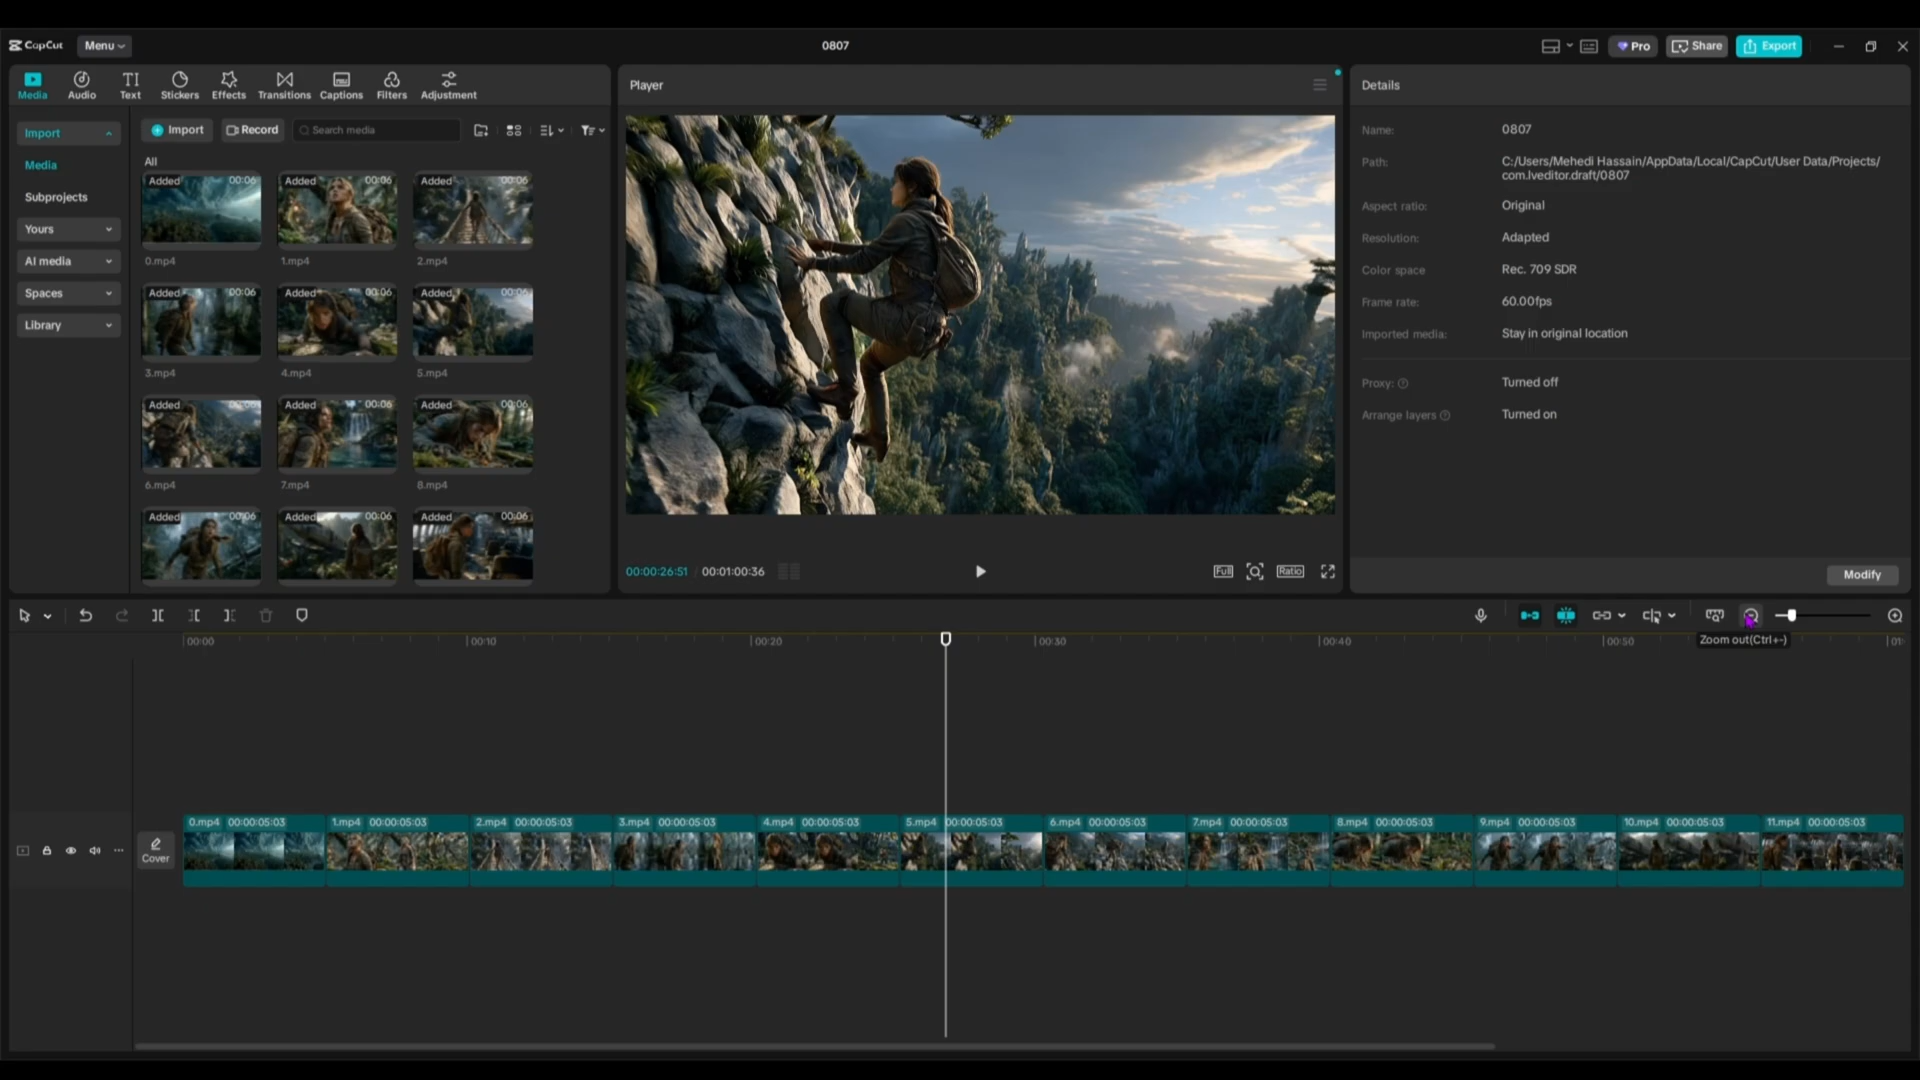 CapCut Menu 0807 Pro Share Export
Media Audio Text Stickers Effects Transitions Captions Filters Adjustment
Import
Media
Subprojects
Yours
AI media
Spaces
Library
Import Record Search media
All
Added 00:06 Added 00:06 Added 00:06
0.mp4 1.mp4 2.mp4
Added 00:06 Added 00:06 Added 00:06
3.mp4 4.mp4 5.mp4
Added 00:06 Added 00:06 Added 00:06
6.mp4 7.mp4 8.mp4
Added 00:06 Added 00:06 Added 00:06
Player
00:00:26:51 00:01:00:36
Full Ratio
Details
Name: 0807
Path: C:/Users/Mehedi Hassain/AppData/Local/CapCut/User Data/Projects/
com.lveditor.draft/0807
Aspect ratio: Original
Resolution: Adapted
Color space Rec. 709 SDR
Frame rate: 60.00fps
Imported media: Stay in original location
Proxy: Turned off
Arrange layers Turned on
Modify
00:00 00:10 00:20 00:30 00:40 00:50
Zoom out(Ctrl+-)
Cover
0.mp4 00:00:05:03 1.mp4 00:00:05:03 2.mp4 00:00:05:03 3.mp4 00:00:05:03 4.mp4 00:00:05:03 5.mp4 00:00:05:03 6.mp4 00:00:05:03 7.mp4 00:00:05:03 8.mp4 00:00:05:03 9.mp4 00:00:05:03 10.mp4 00:00:05:03 11.mp4 00:00:05:03